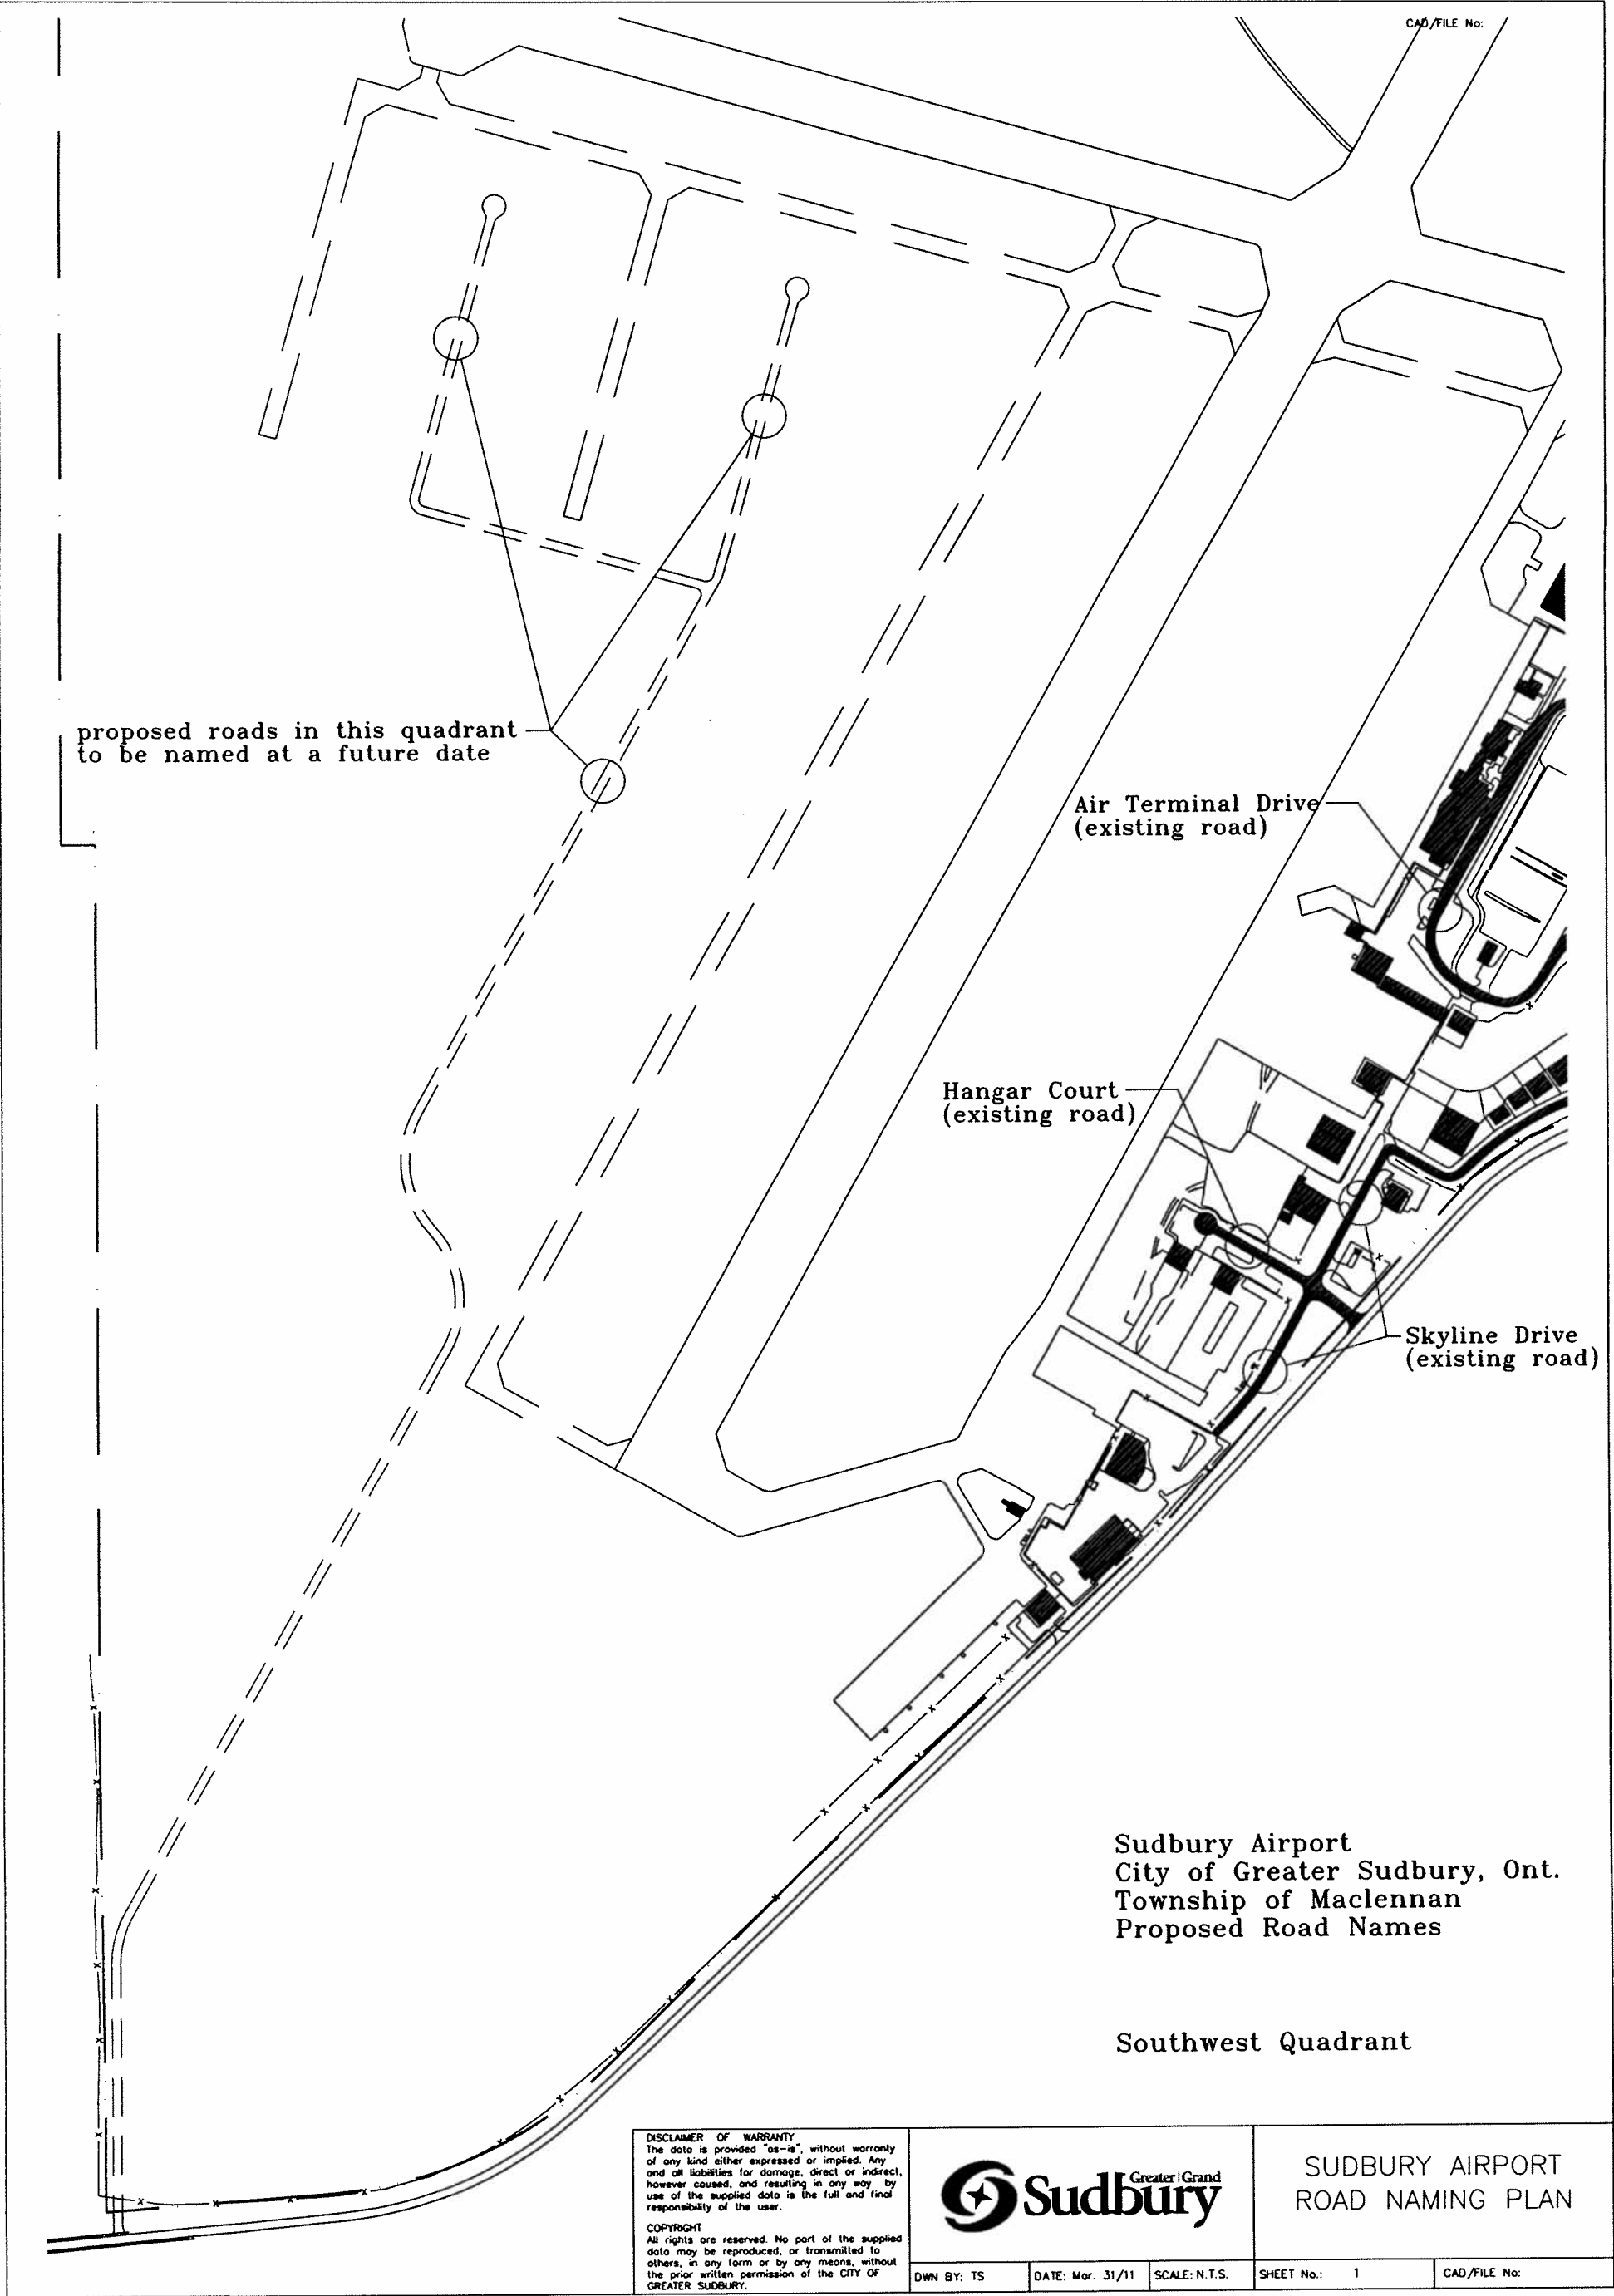 CAD/FILE No:
proposed roads in this quadrant
to be named at a future date
Air Terminal Drive
(existing road)
Hangar Court
(existing road)
Skyline Drive
(existing road)
Sudbury Airport
City of Greater Sudbury, Ont.
Township of Maclennan
Proposed Road Names
Southwest Quadrant
DISCLAIMER OF WARRANTY
The data is provided "as-is", without warranty
of any kind either expressed or implied. Any
and all liabilities for damage, direct or indirect,
however caused, and resulting in any way by
use of the supplied data is the full and final
responsibility of the user.
COPYRIGHT
All rights are reserved. No part of the supplied
data may be reproduced, or transmitted to
others, in any form or by any means, without
the prior written permission of the CITY OF
GREATER SUDBURY.
Greater | Grand
Sudbury
SUDBURY AIRPORT
ROAD NAMING PLAN
DWN BY: TS
DATE: Mar. 31/11
SCALE: N.T.S.
SHEET No.: 1
CAD/FILE No: